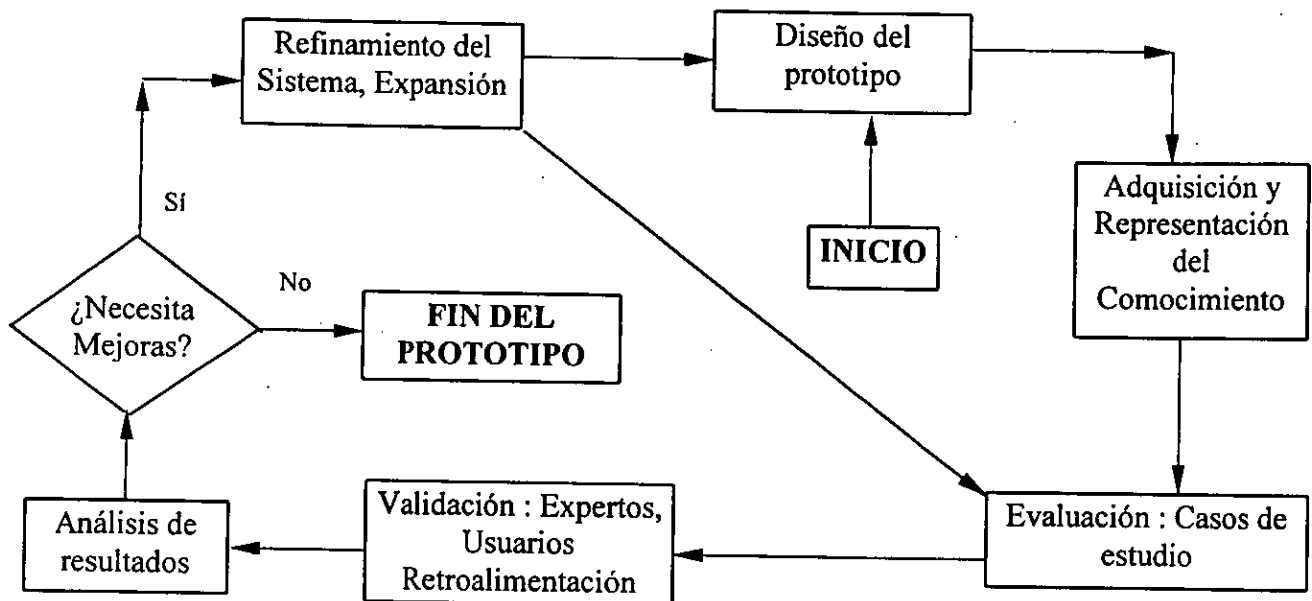 Refinamiento del
Sistema, Expansión
Diseño del
prototipo
Adquisición y
Representación
del
Comocimiento
INICIO
Sí
No
¿Necesita
Mejoras?
FIN DEL
PROTOTIPO
Análisis de
resultados
Validación : Expertos,
Usuarios
Retroalimentación
Evaluación : Casos de
estudio